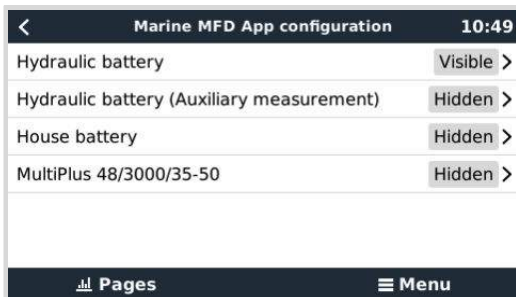 Marine MFD App configuration 10:49
Hydraulic battery Visible
Hydraulic battery (Auxiliary measurement) Hidden
House battery Hidden
MultiPlus 48/3000/35-50 Hidden
Pages Menu